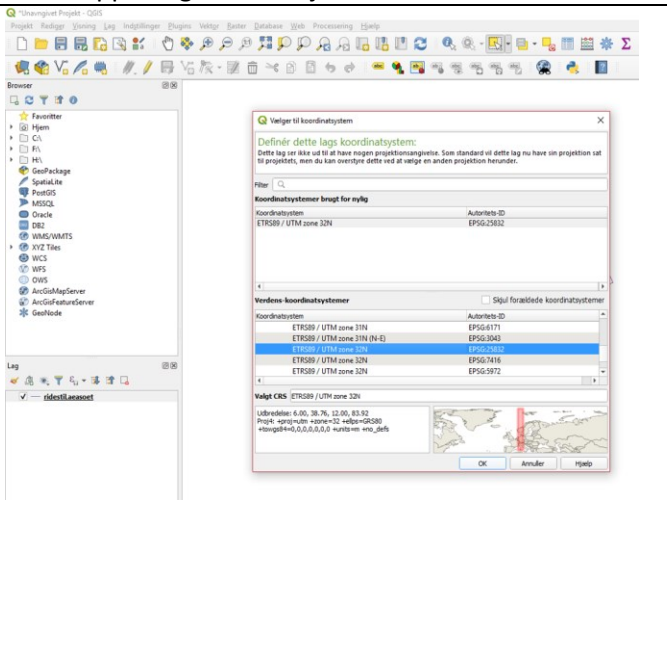 *Unavngivet Projekt - QGIS
Projekt Rediger Visning Lag Indstillinger Plugins Vektor Raster Database Web Processering Hjælp
Browser
Favoritter
Hjem
C:\
F:\
H:\
GeoPackage
SpatiaLite
PostGIS
MSSQL
Oracle
DB2
WMS/WMTS
XYZ Tiles
WCS
WFS
OWS
ArcGisMapServer
ArcGisFeatureServer
GeoNode
Lag
ridestiLaeasoet
Vælger til koordinatsystem
Definér dette lags koordinatsystem:
Dette lag ser ikke ud til at have nogen projektionsangivelse. Som standard vil dette lag nu have sin projektion sat
til projektets, men du kan overstyre dette ved at vælge en anden projektion herunder.
Filter
Koordinatsystemer brugt for nylig
Koordinatsystem Autoritets-ID
ETRS89 / UTM zone 32N EPSG:25832
Verdens-koordinatsystemer Skjul forældede koordinatsystemer
Koordinatsystem Autoritets-ID
ETRS89 / UTM zone 31N EPSG:6171
ETRS89 / UTM zone 31N (N-E) EPSG:3043
ETRS89 / UTM zone 32N EPSG:25832
ETRS89 / UTM zone 32N EPSG:7416
ETRS89 / UTM zone 32N EPSG:5972
Valgt CRS ETRS89 / UTM zone 32N
Udbredelse: 6.00, 38.76, 12.00, 83.92
Proj4: +proj=utm +zone=32 +ellps=GRS80
+towgs84=0,0,0,0,0,0,0 +units=m +no_defs
OK Annuller Hjælp